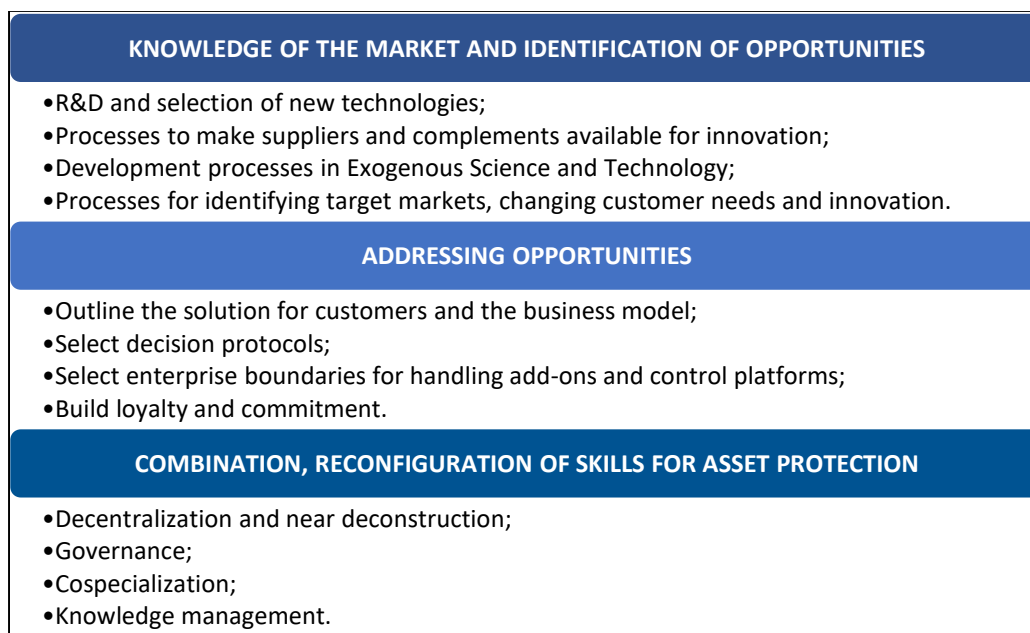 KNOWLEDGE OF THE MARKET AND IDENTIFICATION OF OPPORTUNITIES
•R&D and selection of new technologies;
•Processes to make suppliers and complements available for innovation;
•Development processes in Exogenous Science and Technology;
•Processes for identifying target markets, changing customer needs and innovation.
ADDRESSING OPPORTUNITIES
•Outline the solution for customers and the business model;
•Select decision protocols;
•Select enterprise boundaries for handling add-ons and control platforms;
•Build loyalty and commitment.
COMBINATION, RECONFIGURATION OF SKILLS FOR ASSET PROTECTION
•Decentralization and near deconstruction;
•Governance;
•Cospecialization;
•Knowledge management.